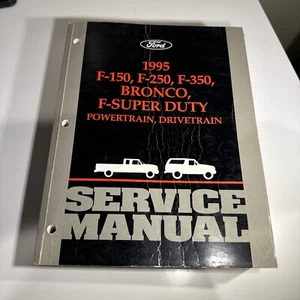 Ford
1995
F-150, F-250, F-350,
BRONCO,
F-SUPER DUTY
POWERTRAIN, DRIVETRAIN
SERVICE
MANUAL